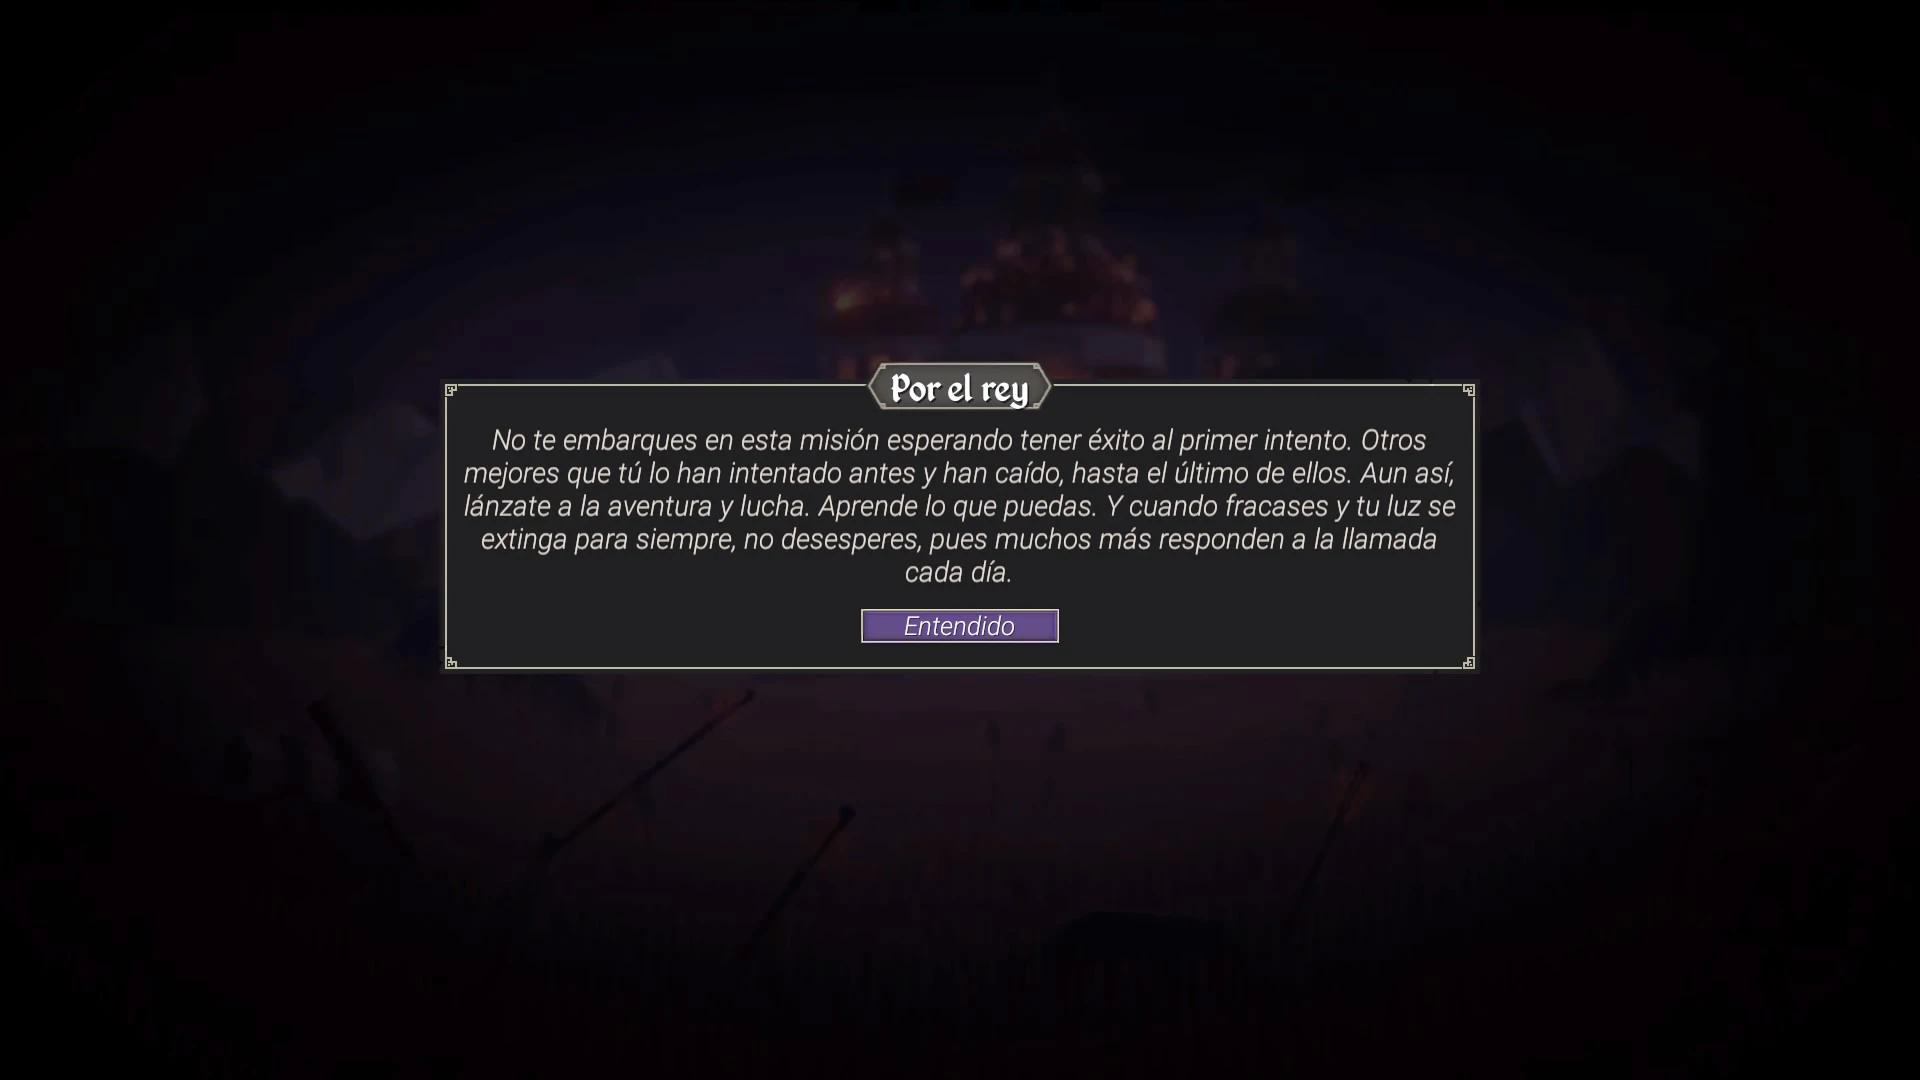 Por el rey
No te embarques en esta misión esperando tener éxito al primer intento. Otros
mejores que tú lo han intentado antes y han caído, hasta el último de ellos. Aun así,
lánzate a la aventura y lucha. Aprende lo que puedas. Y cuando fracases y tu luz se
extinga para siempre, no desesperes, pues muchos más responden a la llamada
cada día.
Entendido